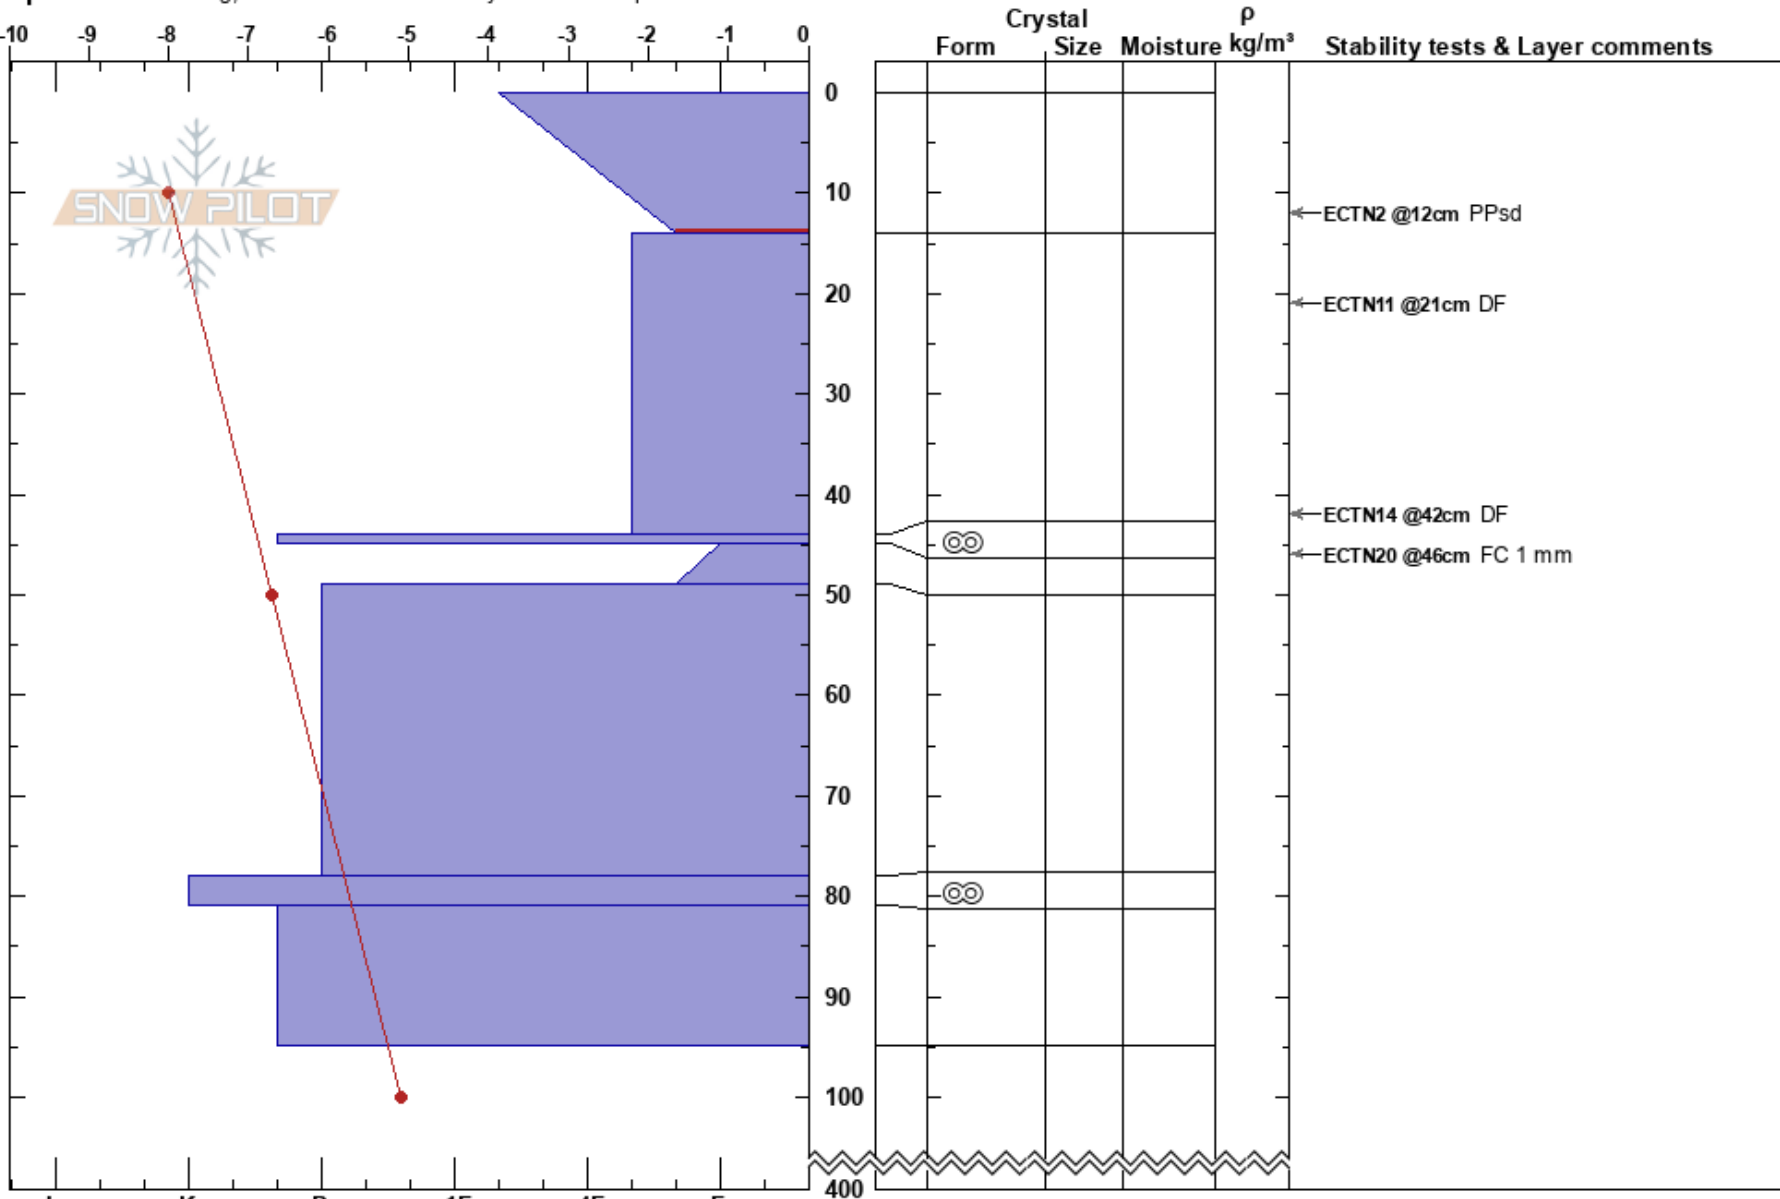 Crystal ρ
Form Size Moisture kg/m³ Stability tests & Layer comments
-10 -9 -8 -7 -6 -5 -4 -3 -2 -1 0
0
SNOW PILOT
10
ECTN2 @12cm PPsd
20
ECTN11 @21cm DF
30
40
ECTN14 @42cm DF
ECTN20 @46cm FC 1 mm
50
60
70
80
90
100
400